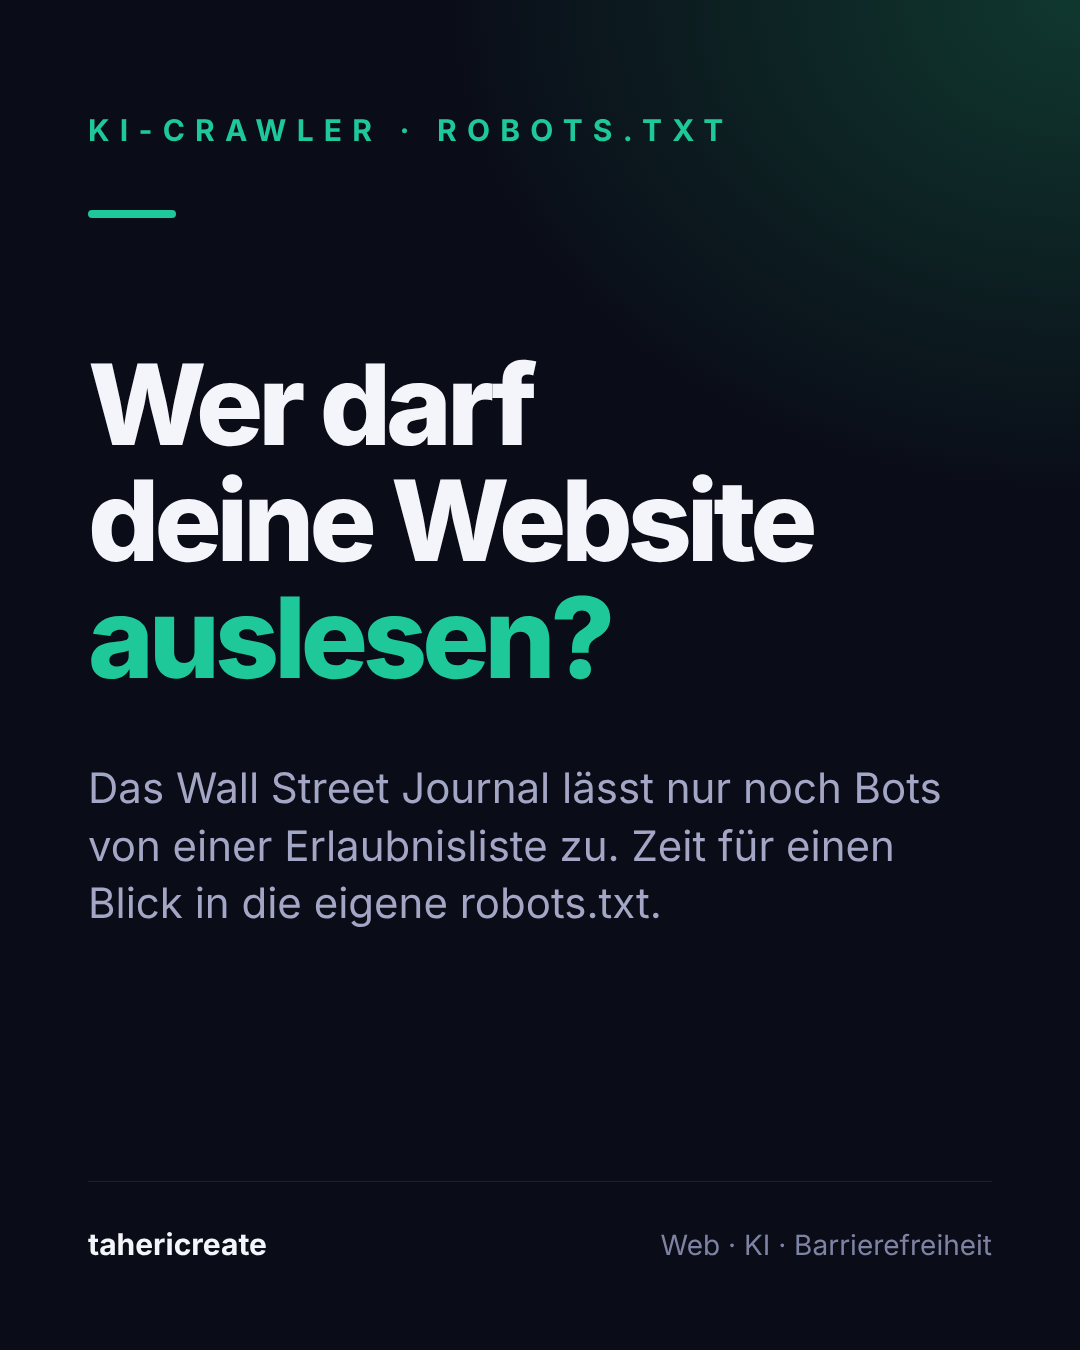 KI-CRAWLER · ROBOTS.TXT
Wer darf
deine Website
auslesen?
Das Wall Street Journal lässt nur noch Bots
von einer Erlaubnisliste zu. Zeit für einen
Blick in die eigene robots.txt.
tahericreate
Web · KI · Barrierefreiheit